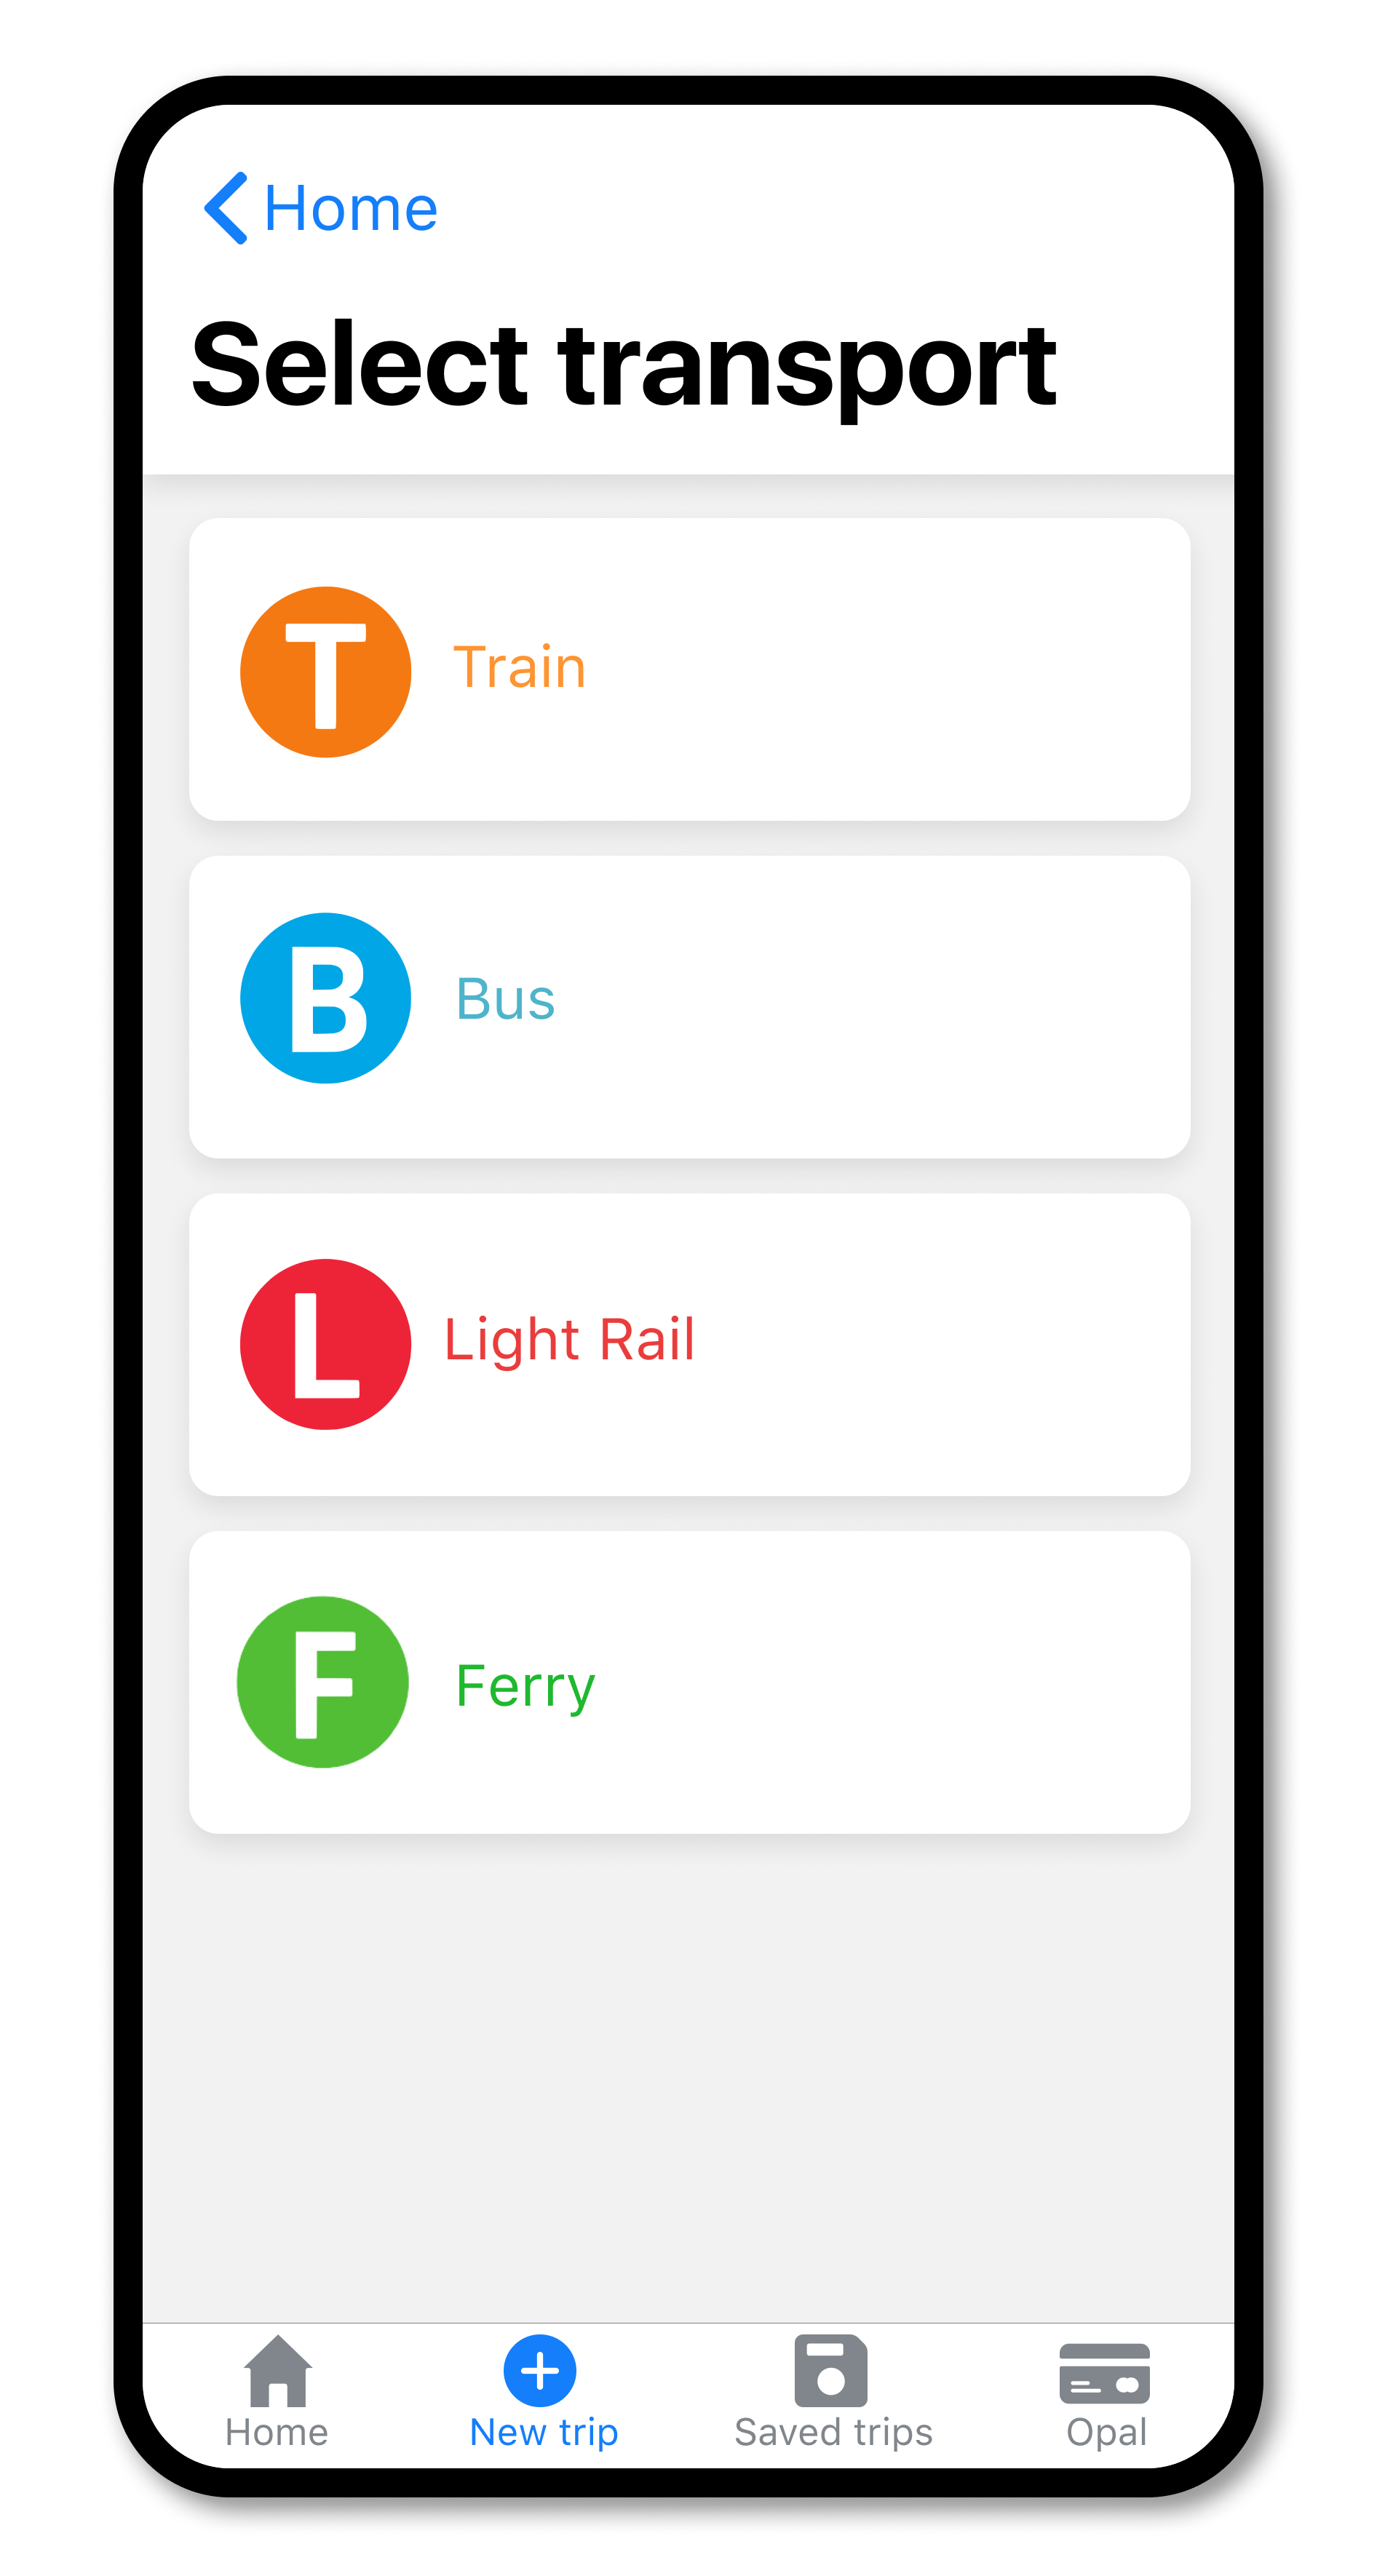 Home
Select transport
T Train
B Bus
L Light Rail
F Ferry
Home New trip Saved trips Opal